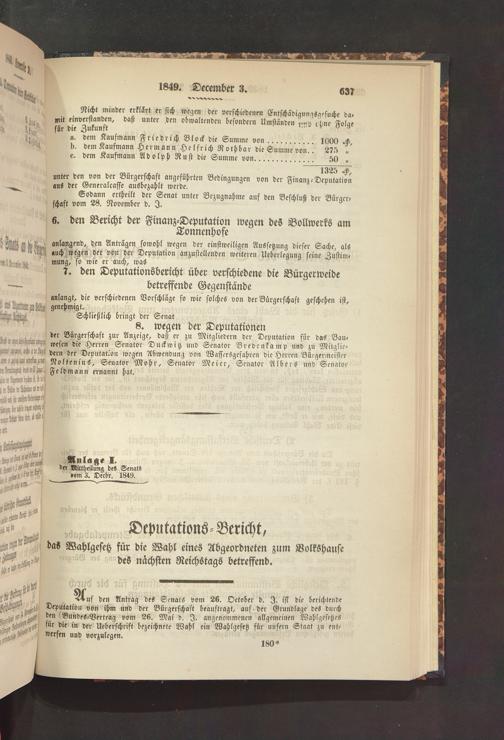 1849. December 3.
637
Nicht minder erklärt er sich wegen der verschiedenen Entschädigungsgesuche da-
mit einverstanden, daß unter den obwaltenden besondern Umständen und ohne Folge
für die Zukunft
a. dem Kaufmann Friedrich Block die Summe von ............ 1000 ₰,
b. dem Kaufmann Hermann Helfrich Rothbar die Summe von.. 275 „
c. dem Kaufmann Adolph Rust die Summe von.............. 50 „
1325 ₰,
unter den von der Bürgerschaft angeführten Bedingungen von der Finanz-Deputation
aus der Generalcasse ausbezahlt werde.
Sodann ertheilt der Senat unter Bezugnahme auf den Beschluß der Bürger-
schaft vom 28. November d. J.
6. den Bericht der Finanz-Deputation wegen des Bollwerks am
Tonnenhofe
anlangend, den Anträgen sowohl wegen der einstweiligen Aussetzung dieser Sache, als
auch wegen der von der Deputation anzustellenden weiteren Ueberlegung seine Zustim-
mung, so wie er auch, was
7. den Deputationsbericht über verschiedene die Bürgerweide
betreffende Gegenstände
anlangt, die verschiedenen Vorschläge so wie solches von der Bürgerschaft geschehen ist,
genehmigt.
Schließlich bringt der Senat
8. wegen der Deputationen
der Bürgerschaft zur Anzeige, daß er zu Mitgliedern der Deputation für das Bau-
wesen die Herren Senator Duckwitz und Senator Bredenkamp und zu Mitglie-
dern der Deputation wegen Abwendung von Wassersgefahren die Herren Bürgermeister
Noltenius, Senator Mohr, Senator Meier, Senator Albers und Senator
Feldmann ernannt hat.
Anlage I.
der Mittheilung des Senats
vom 3. Decbr. 1849.
Deputations-Bericht,
das Wahlgesetz für die Wahl eines Abgeordneten zum Volkshause
des nächsten Reichstags betreffend.
Auf den Antrag des Senats vom 26. October d. J. ist die berichtende
Deputation von ihm und der Bürgerschaft beauftragt, auf der Grundlage des durch
den Bundes-Vertrag vom 26. Mai d. J. angenommenen allgemeinen Wahlgesetzes
für die in der Ueberschrift bezeichnete Wahl ein Wahlgesetz für unsern Staat zu ent-
werfen und vorzulegen.
180*